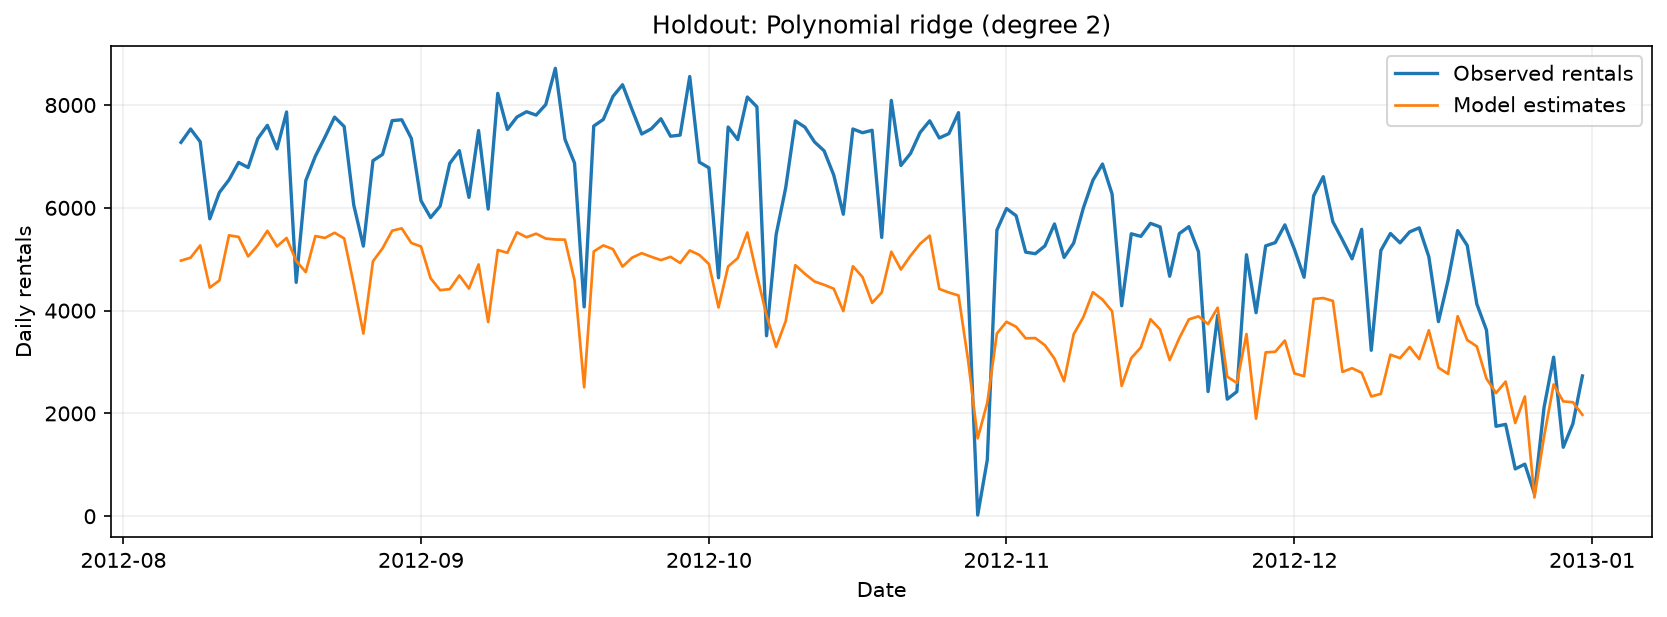 Holdout: Polynomial ridge (degree 2)
Observed rentals
Model estimates
Daily rentals
8000
6000
4000
2000
0
2012-08
2012-09
2012-10
2012-11
2012-12
2013-01
Date